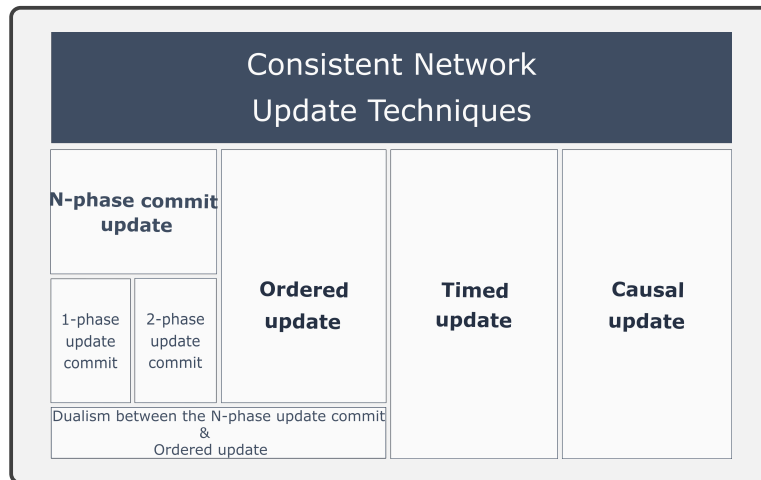 Consistent Network
Update Techniques
N-phase commit
update
1-phase
update
commit
2-phase
update
commit
Ordered
update
Timed
update
Causal
update
Dualism between the N-phase update commit
&
Ordered update